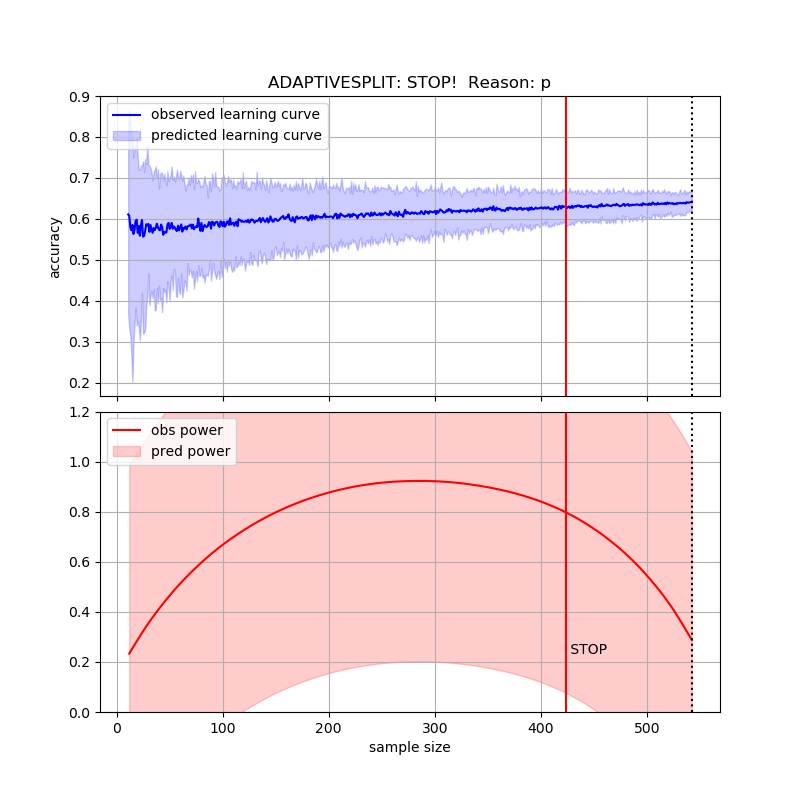 ADAPTIVESPLIT: STOP!  Reason: p
0.9
observed learning curve
predicted learning curve
0.8
0.7
0.6
0.5
0.4
0.3
0.2
accuracy
1.2
obs power
pred power
1.0
0.8
0.6
0.4
0.2
0.0
STOP
0 100 200 300 400 500
sample size